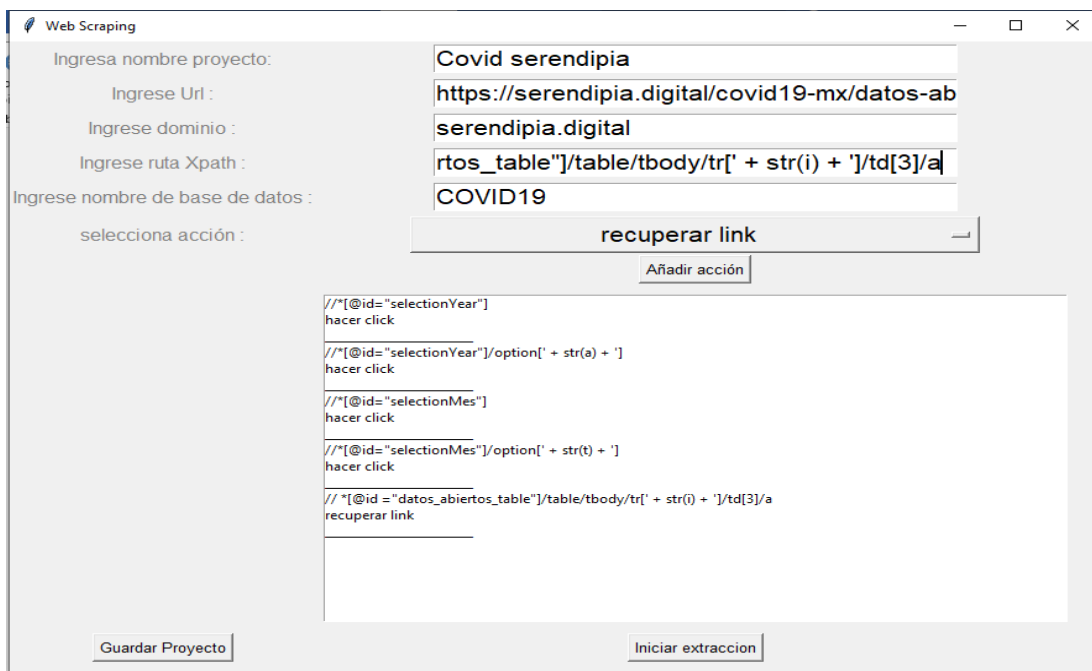 Web Scraping
Ingresa nombre proyecto: Covid serendipia
Ingrese Url : https://serendipia.digital/covid19-mx/datos-ab
Ingrese dominio : serendipia.digital
Ingrese ruta Xpath : rtos_table"]/table/tbody/tr[' + str(i) + ']/td[3]/a
Ingrese nombre de base de datos : COVID19
selecciona acción : recuperar link
Añadir acción
//*[@id="selectionYear"]
hacer click
//*[@id="selectionYear"]/option[' + str(a) + ']
hacer click
//*[@id="selectionMes"]
hacer click
//*[@id="selectionMes"]/option[' + str(t) + ']
hacer click
// *[@id ="datos_abiertos_table"]/table/tbody/tr[' + str(i) + ']/td[3]/a
recuperar link
Guardar Proyecto Iniciar extraccion